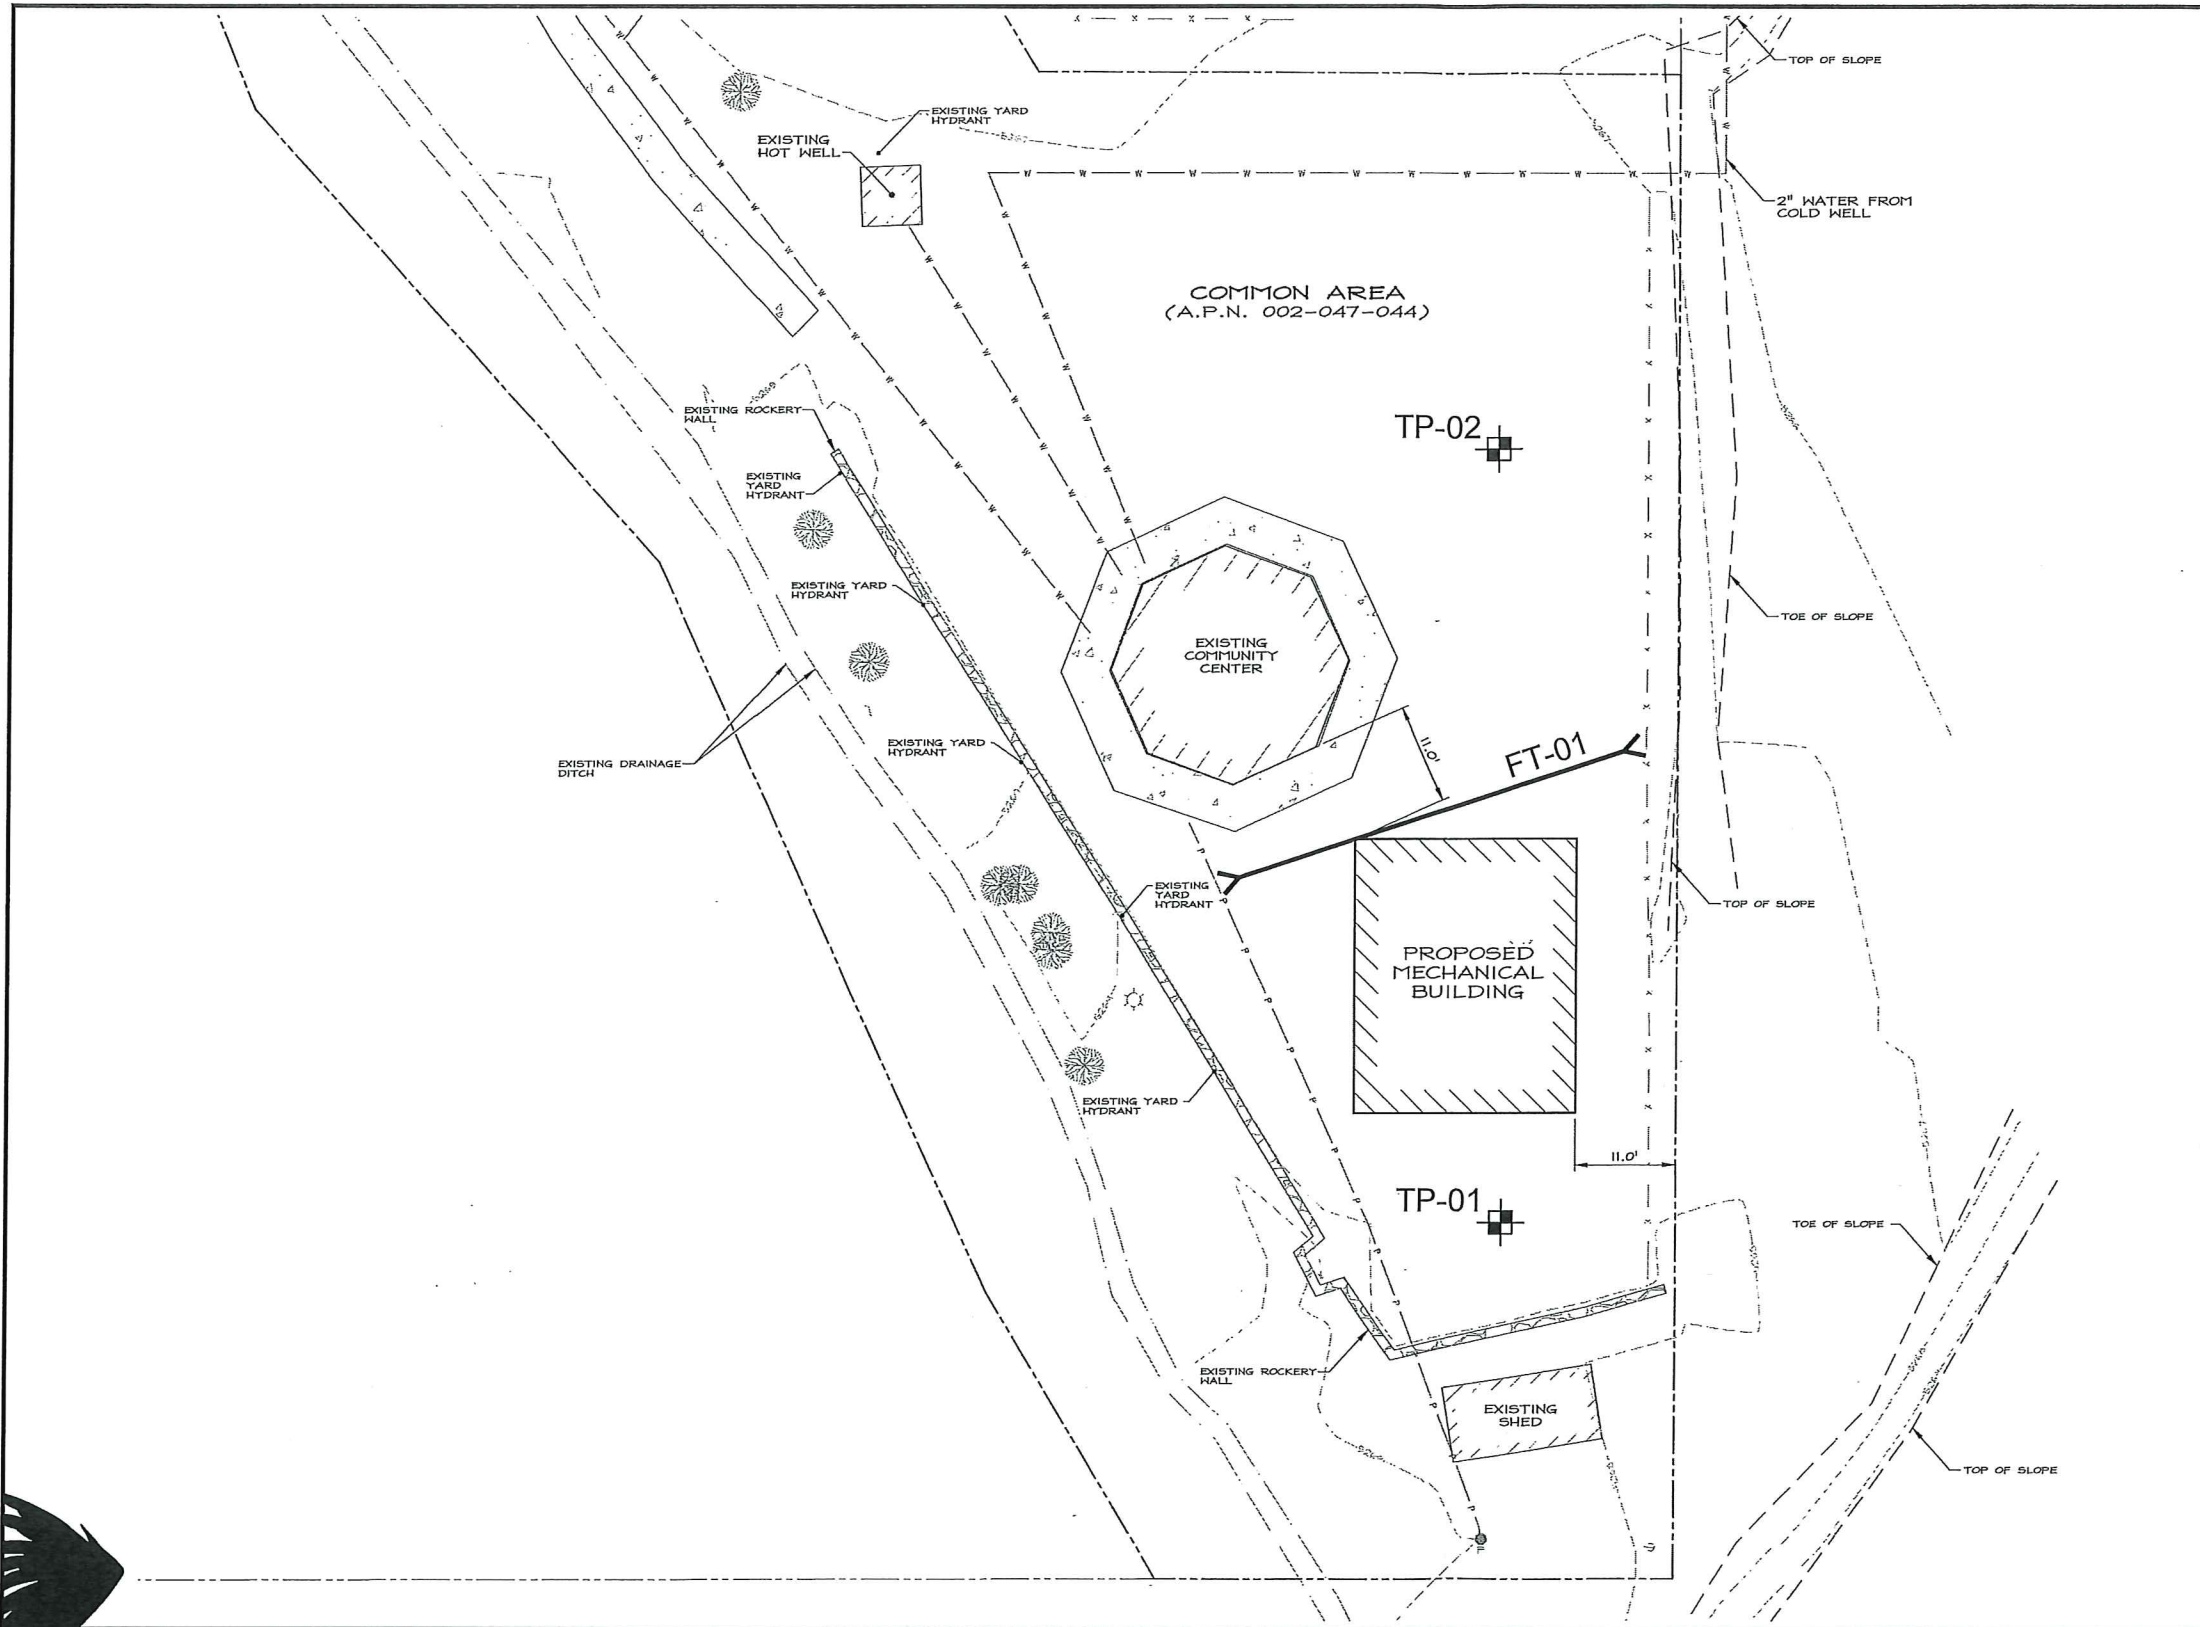 TOP OF SLOPE
EXISTING YARD
HYDRANT
EXISTING
HOT WELL
2" WATER FROM
COLD WELL
COMMON AREA
(A.P.N. 002-047-044)
EXISTING ROCKERY
WALL
TP-02
EXISTING
YARD
HYDRANT
EXISTING YARD
HYDRANT
TOE OF SLOPE
EXISTING
COMMUNITY
CENTER
EXISTING YARD
HYDRANT
11.0'
FT-01
EXISTING DRAINAGE
DITCH
EXISTING
YARD
HYDRANT
TOP OF SLOPE
PROPOSED
MECHANICAL
BUILDING
EXISTING YARD
HYDRANT
11.0'
TP-01
TOE OF SLOPE
EXISTING ROCKERY
WALL
EXISTING
SHED
TOP OF SLOPE